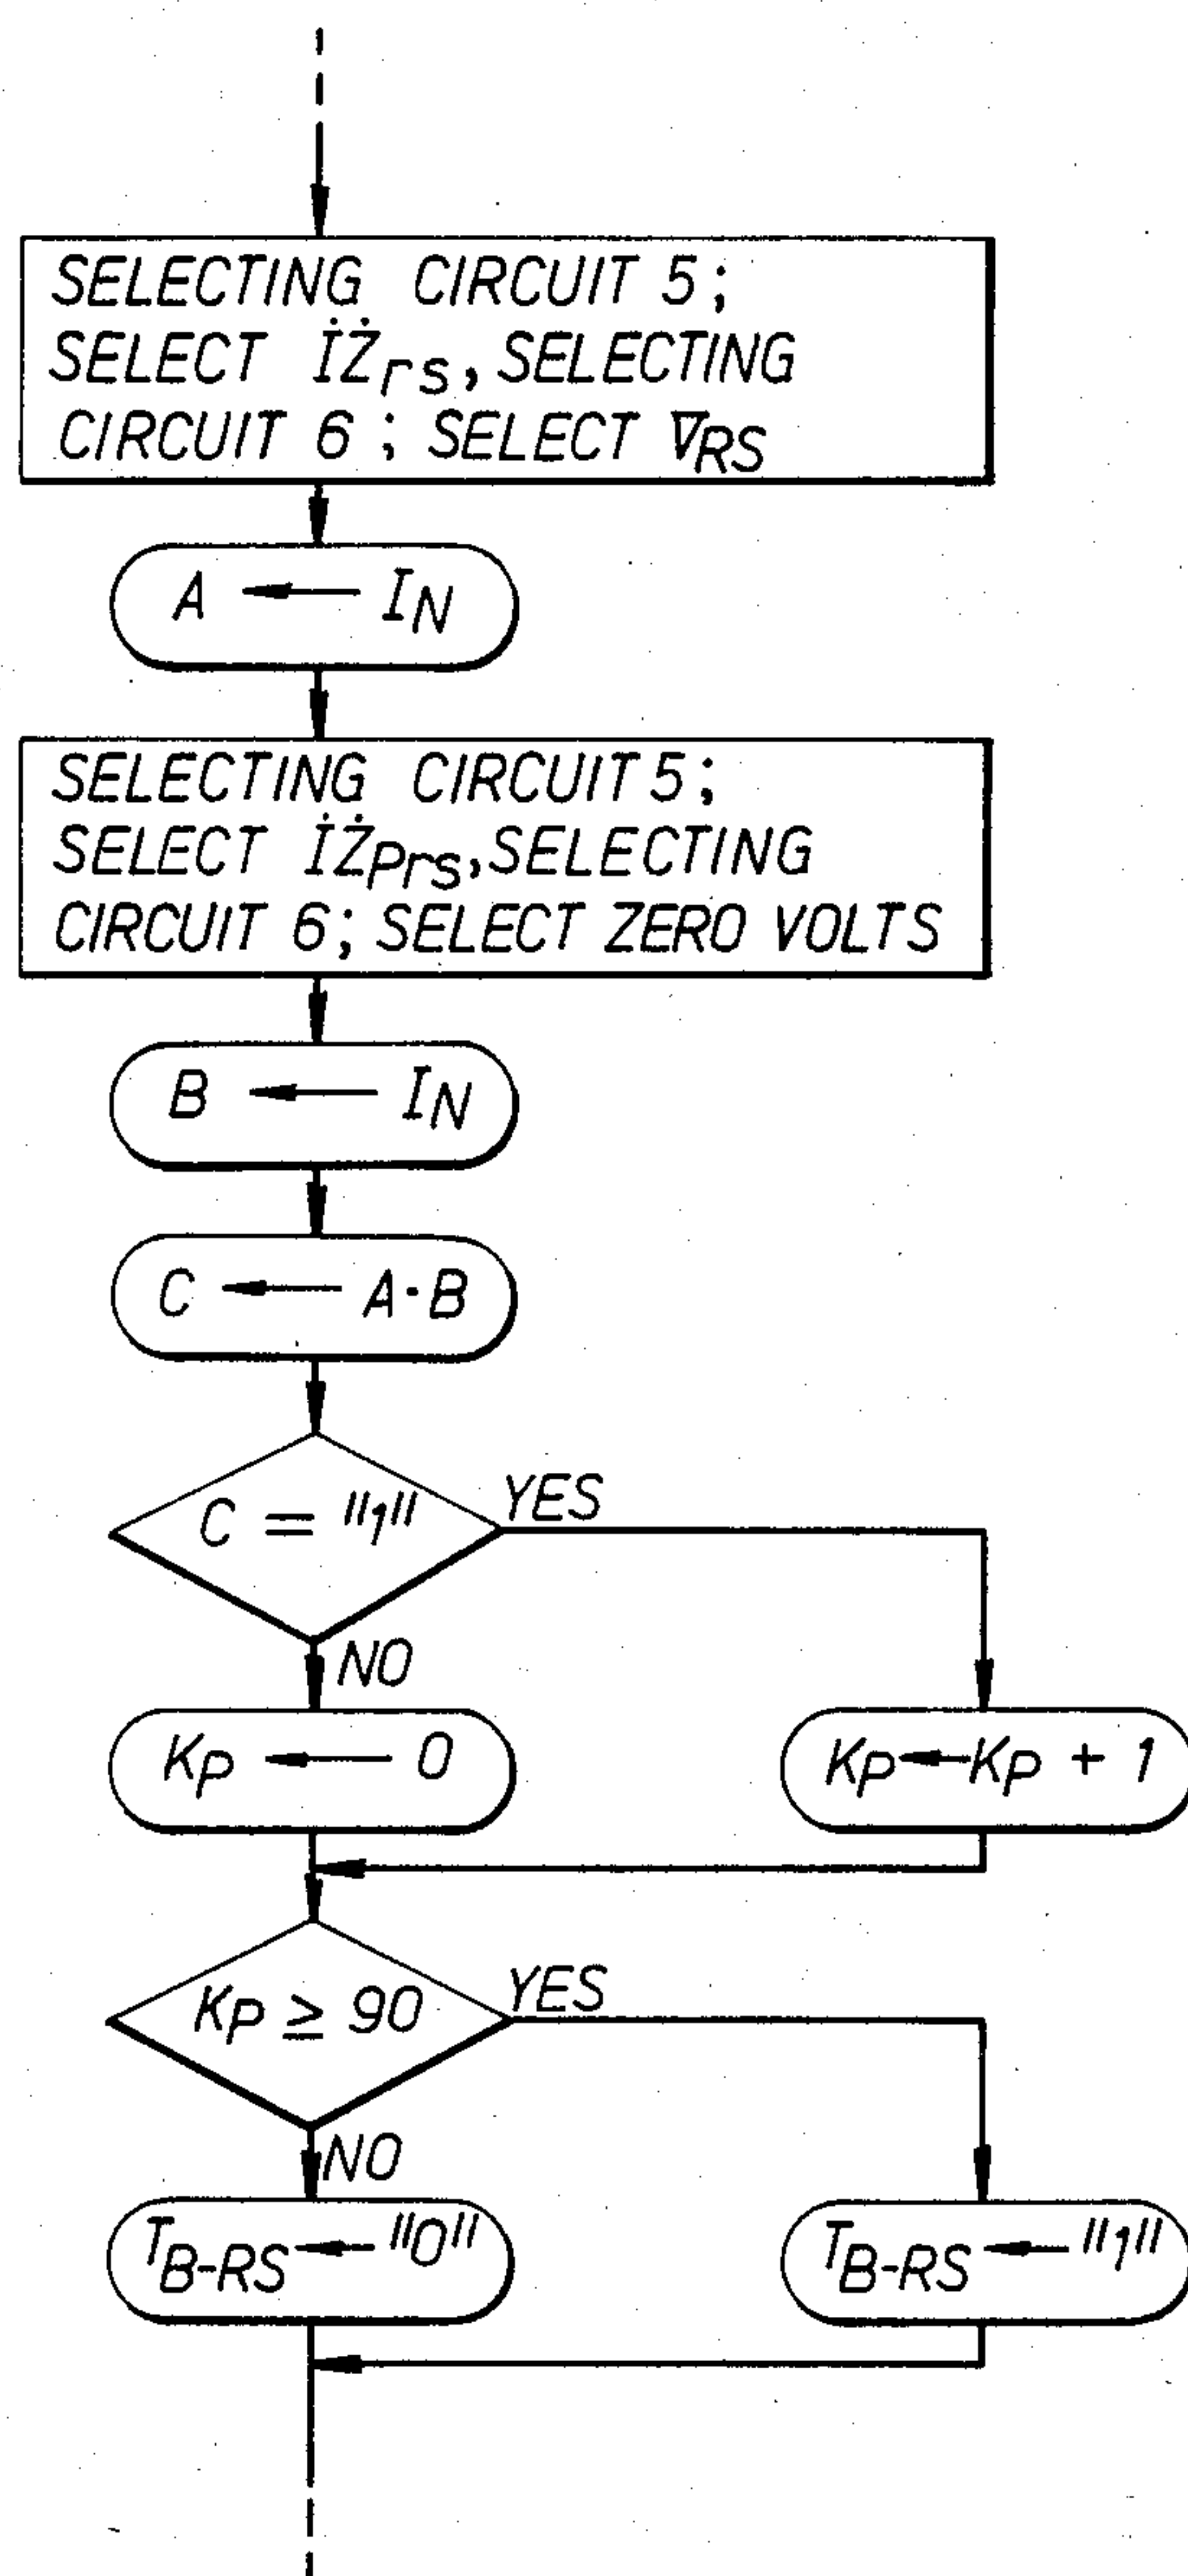 SELECTING CIRCUIT 5;
SELECT İŻrs, SELECTING
CIRCUIT 6; SELECT V̄RS
A ← IN
SELECTING CIRCUIT 5;
SELECT İŻPrs, SELECTING
CIRCUIT 6; SELECT ZERO VOLTS
B ← IN
C ← A·B
C = "1"
YES
NO
KP ← 0
KP ← KP + 1
KP ≥ 90
YES
NO
TB-RS ← "0"
TB-RS ← "1"